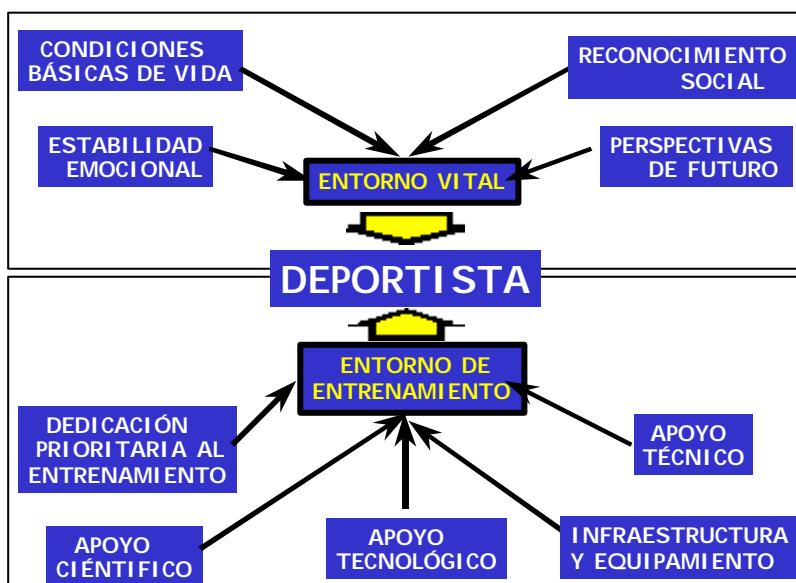 CONDICIONES
BÁSICAS DE VIDA
RECONOCIMIENTO
SOCIAL
ESTABILIDAD
EMOCIONAL
PERSPECTIVAS
DE FUTURO
ENTORNO VITAL
DEPORTISTA
ENTORNO DE
ENTRENAMIENTO
DEDICACIÓN
PRIORITARIA AL
ENTRENAMIENTO
APOYO
TÉCNICO
APOYO
CIÉNTIFICO
APOYO
TECNOLÓGICO
INFRAESTRUCTURA
Y EQUIPAMIENTO